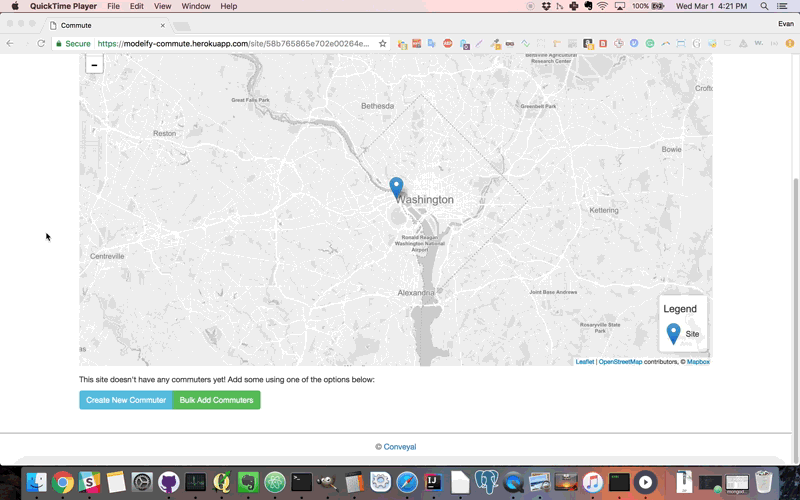 QuickTime Player File Edit View Window Help
100% Wed Mar 1 4:21 PM
Commute
Evan
Secure https://modeify-commute.herokuapp.com/site/58b765865e702e00264e...
−
Beltsville Agricultural
Research Center
Great Falls Park
Bethesda
Greenbelt Park
Crofto
Reston
Bowie
Washington
Kettering
Ronald Reagan
Washington National
Airport
Centreville
Alexandria
Joint Base Andrews
Legend
Site
Rosaryville State
Park
as
Leaflet | OpenStreetMap contributors, © Mapbox
This site doesn't have any commuters yet! Add some using one of the options below:
Create New Commuter Bulk Add Commuters
© Conveyal